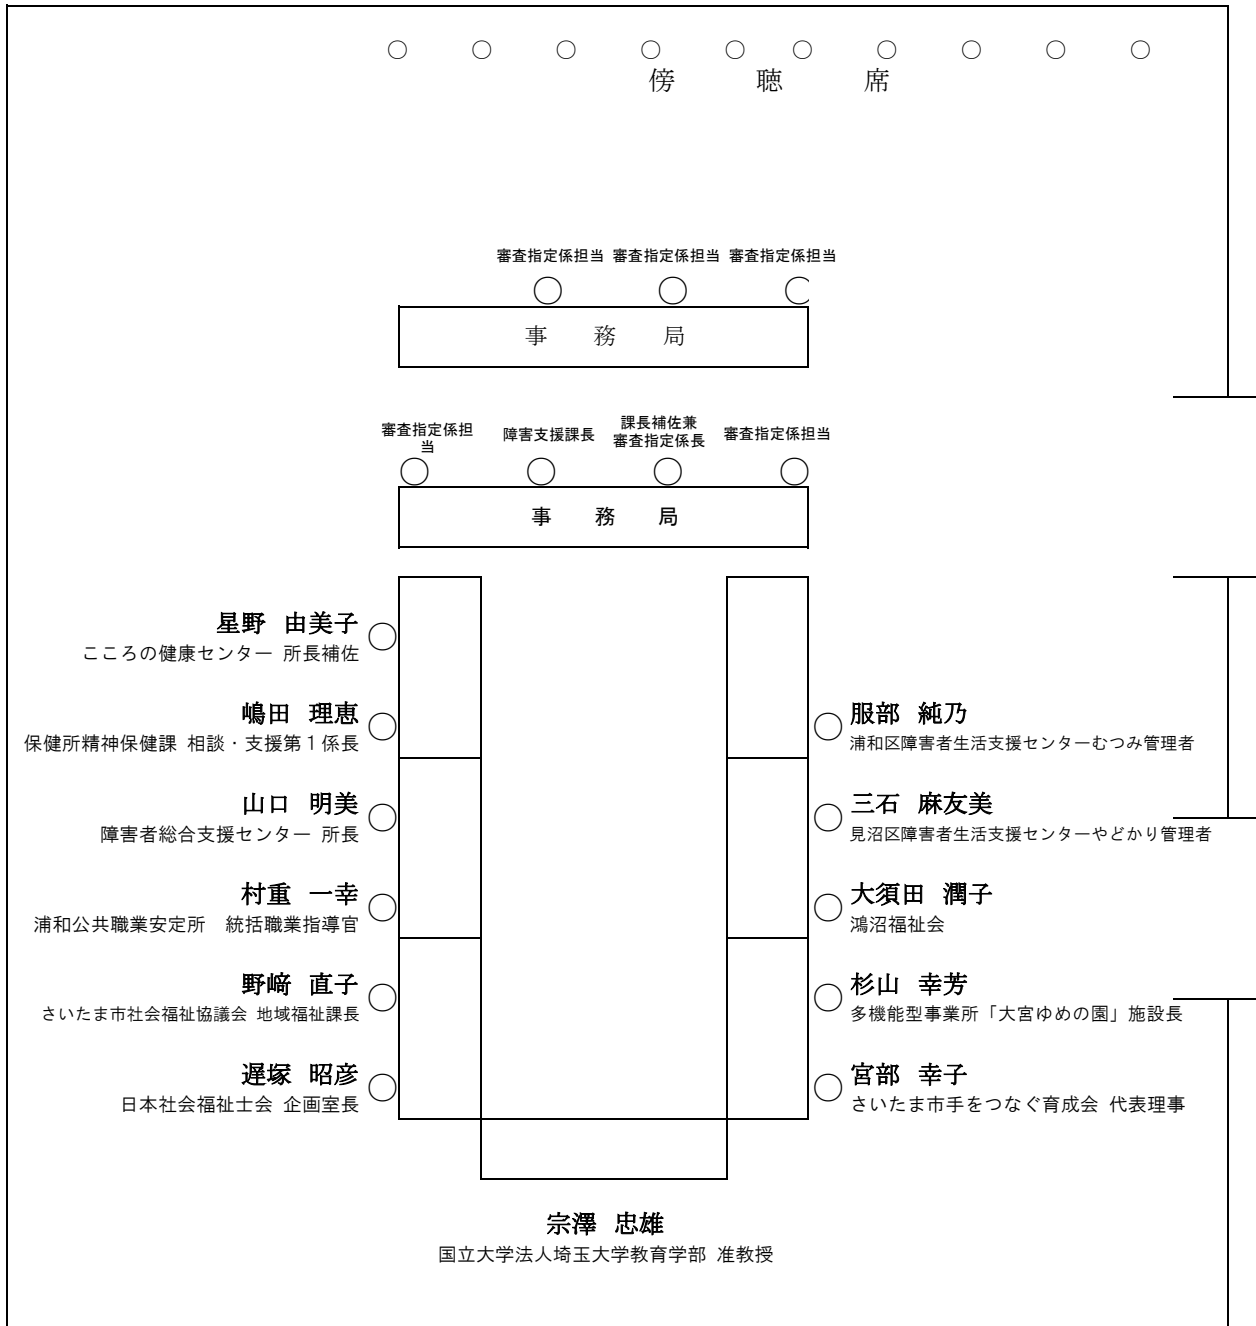 ○ ○ ○ ○ ○ ○ ○ ○ ○ ○
傍 聴 席
審査指定係担当 審査指定係担当 審査指定係担当
事 務 局
審査指定係担
当
障害支援課長
課長補佐兼
審査指定係長
審査指定係担当
事 務 局
星野 由美子
こころの健康センター 所長補佐
嶋田 理恵
保健所精神保健課 相談・支援第1係長
山口 明美
障害者総合支援センター 所長
村重 一幸
浦和公共職業安定所　統括職業指導官
野﨑 直子
さいたま市社会福祉協議会 地域福祉課長
遅塚 昭彦
日本社会福祉士会 企画室長
服部 純乃
浦和区障害者生活支援センターむつみ管理者
三石 麻友美
見沼区障害者生活支援センターやどかり管理者
大須田 潤子
鴻沼福祉会
杉山 幸芳
多機能型事業所「大宮ゆめの園」施設長
宮部 幸子
さいたま市手をつなぐ育成会 代表理事
宗澤 忠雄
国立大学法人埼玉大学教育学部 准教授